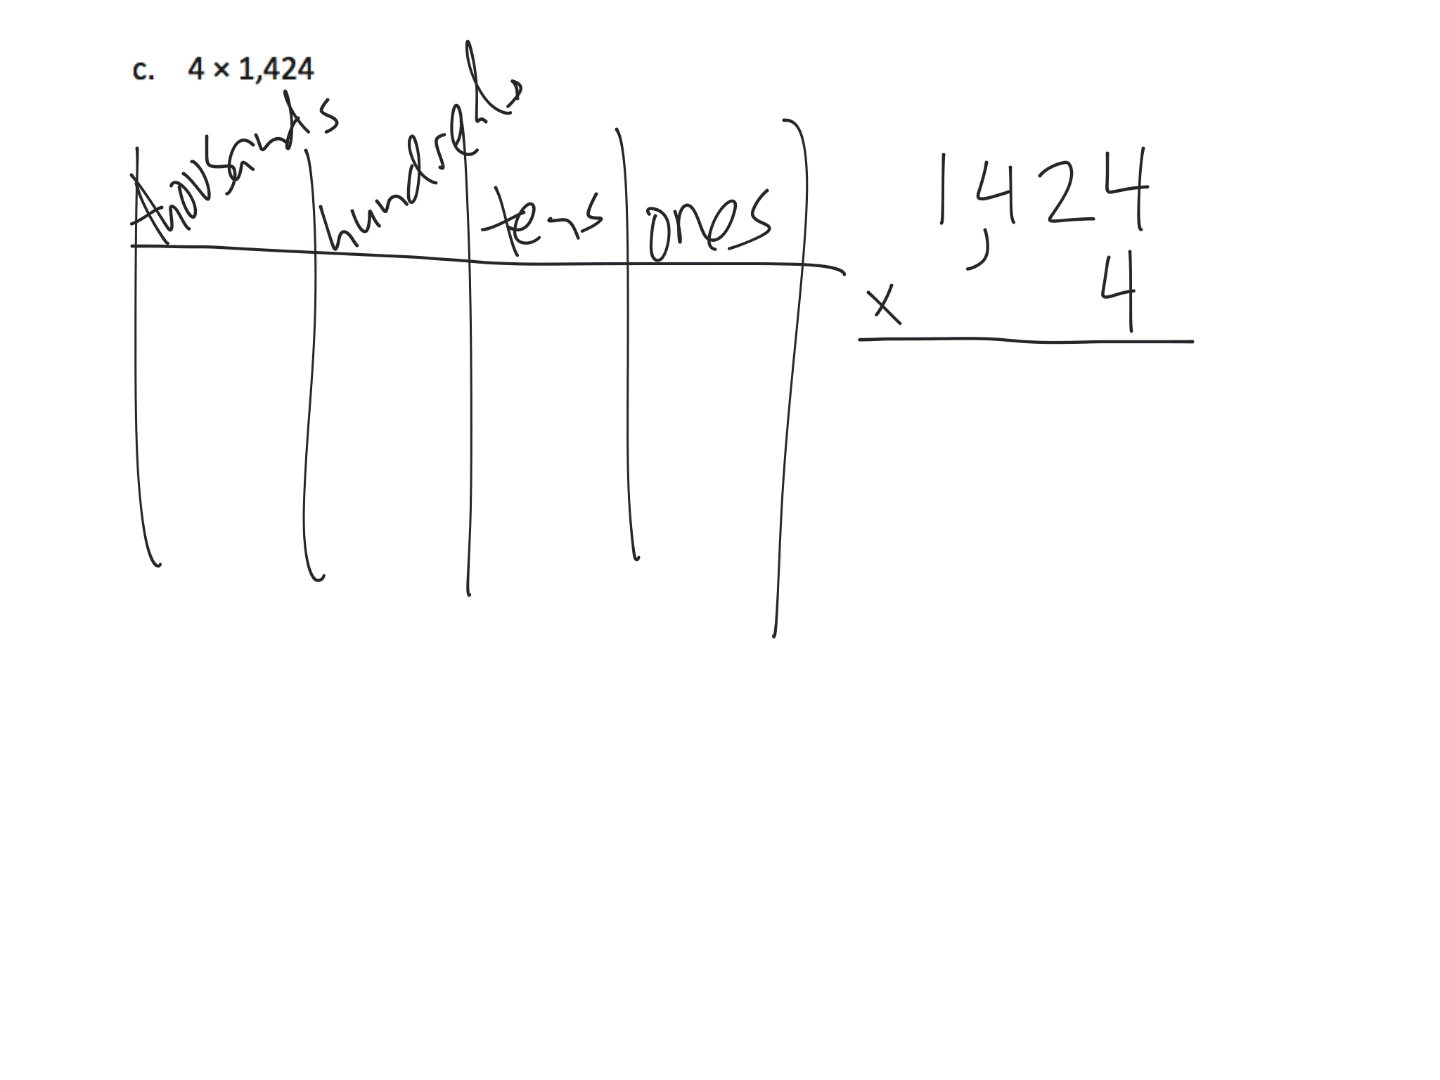 c. 4 × 1,424
thousands hundreds tens ones
1,424
x 4